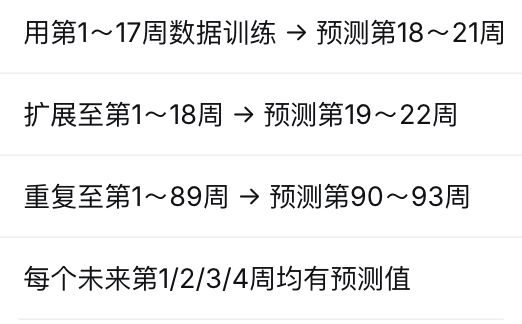 用第1～17周数据训练 → 预测第18～21周
扩展至第1～18周 → 预测第19～22周
重复至第1～89周 → 预测第90～93周
每个未来第1/2/3/4周均有预测值